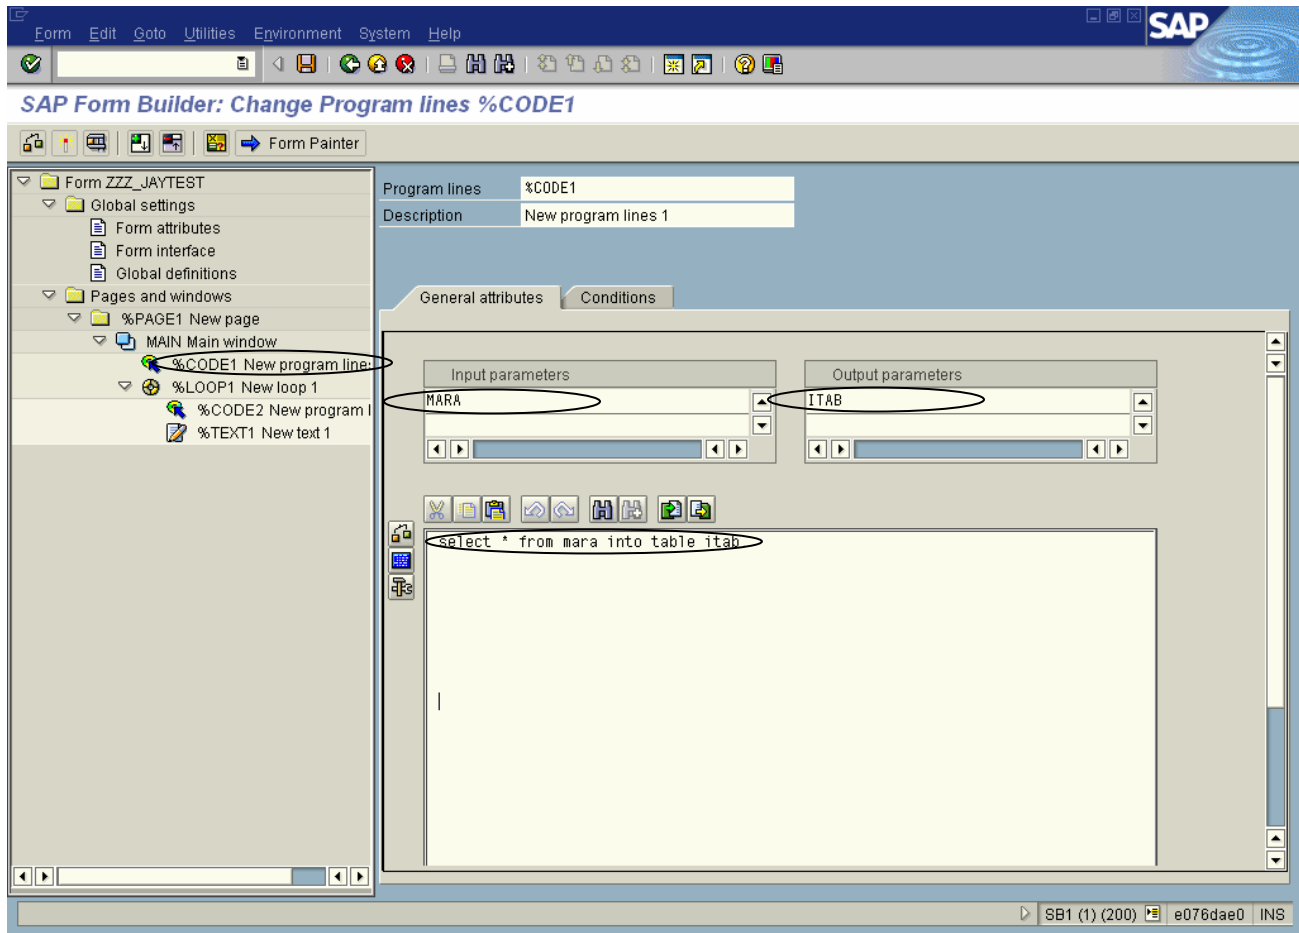 Form Edit Goto Utilities Environment System Help
SAP
SAP Form Builder: Change Program lines %CODE1
Form Painter
Form ZZZ_JAYTEST
Global settings
Form attributes
Form interface
Global definitions
Pages and windows
%PAGE1 New page
MAIN Main window
%CODE1 New program line
%LOOP1 New loop 1
%CODE2 New program l
%TEXT1 New text 1
Program lines %CODE1
Description New program lines 1
General attributes Conditions
Input parameters Output parameters
MARA ITAB
select * from mara into table itab
SB1 (1) (200) e076dae0 INS